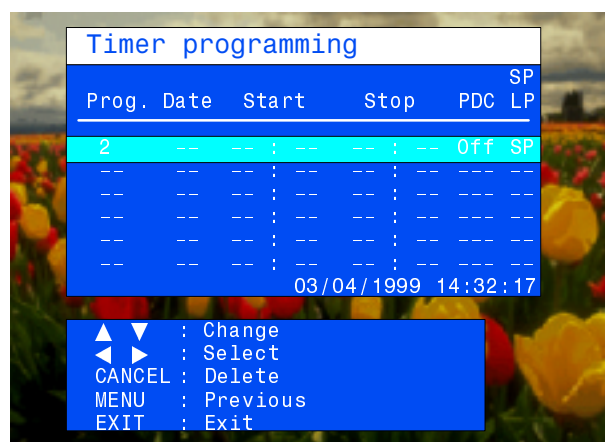 Timer programming
SP
Prog. Date Start Stop PDC LP
2 -- -- : -- -- : -- Off SP
-- -- -- : -- -- : -- --- --
-- -- -- : -- -- : -- --- --
-- -- -- : -- -- : -- --- --
-- -- -- : -- -- : -- --- --
-- -- -- : -- -- : -- --- --
03/04/1999 14:32:17
▲ ▼ : Change
◀ ▶ : Select
CANCEL : Delete
MENU : Previous
EXIT : Exit